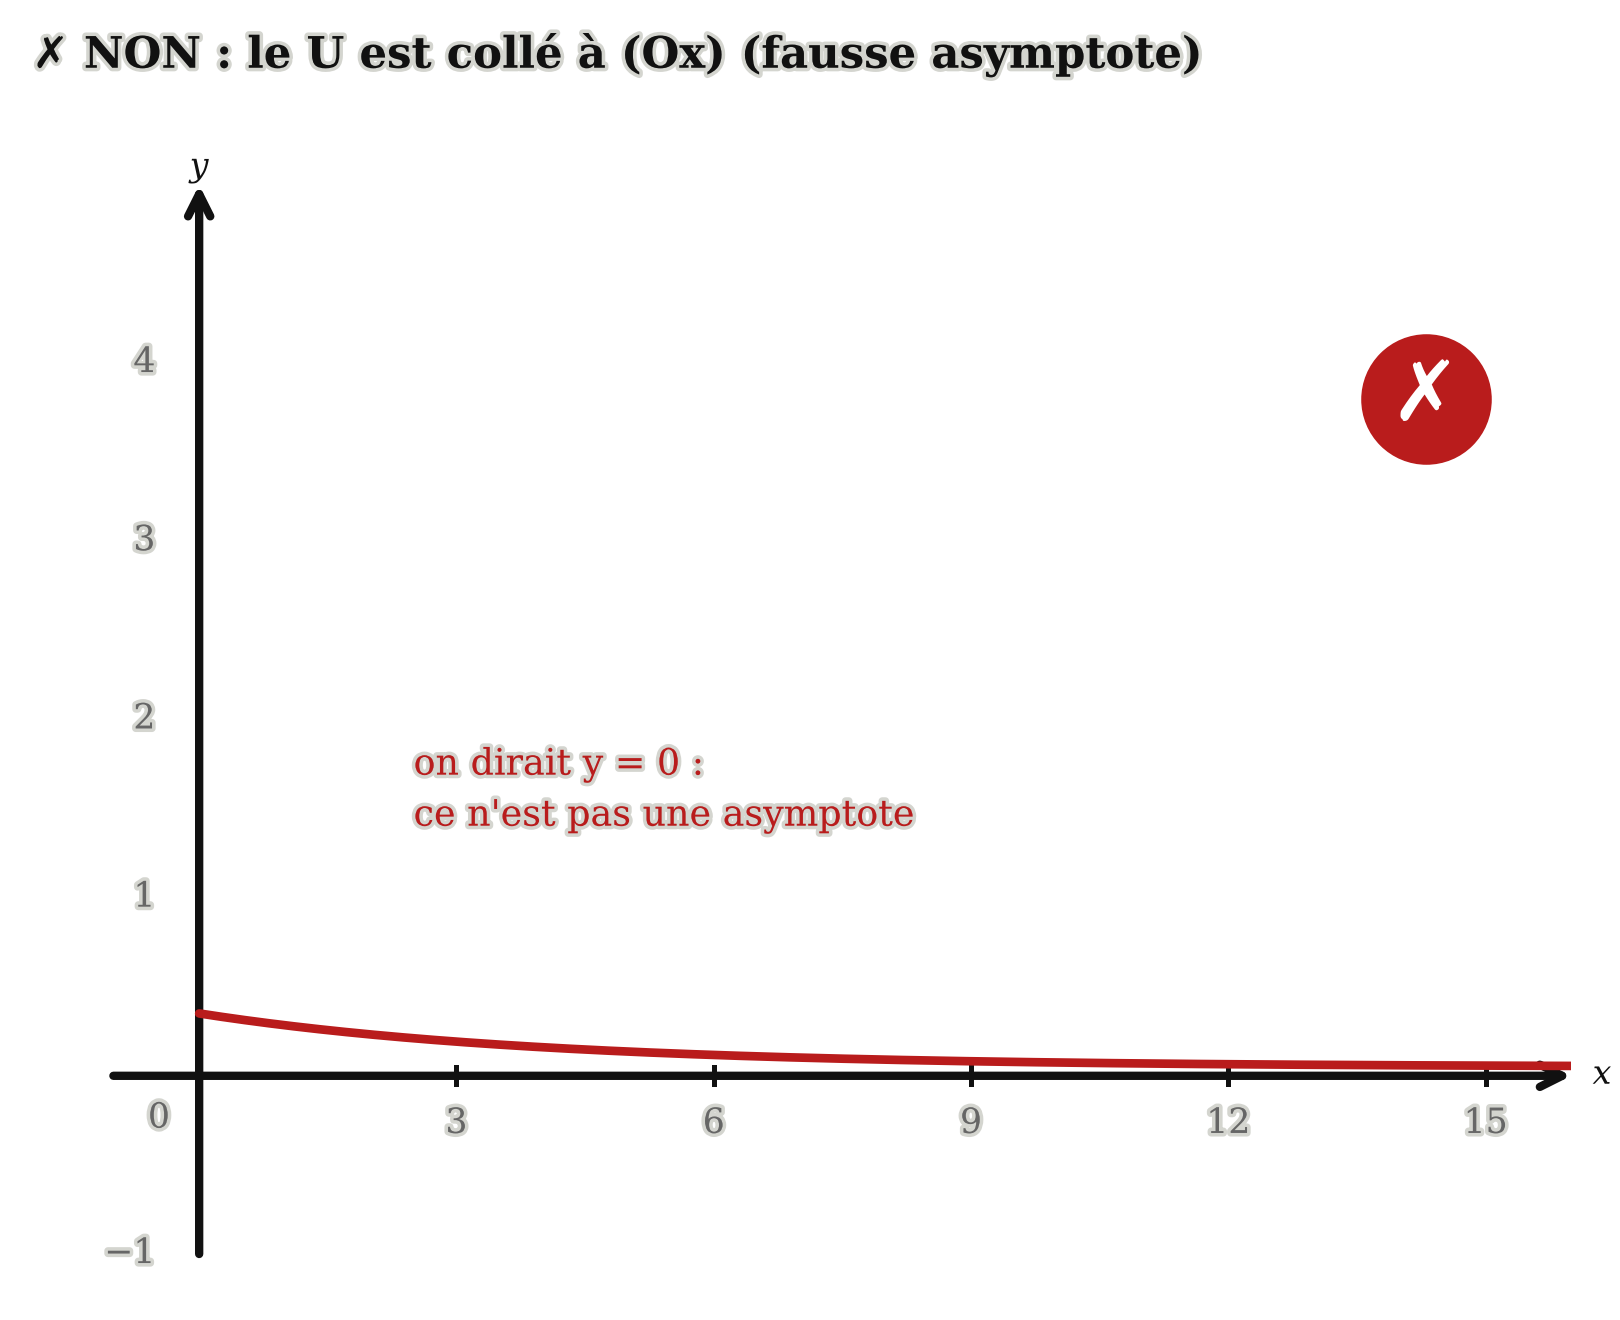 ✗ NON : le U est collé à (Ox) (fausse asymptote)
y
4
✗
3
2
on dirait y = 0 :
ce n'est pas une asymptote
1
x
0 3 6 9 12 15
−1